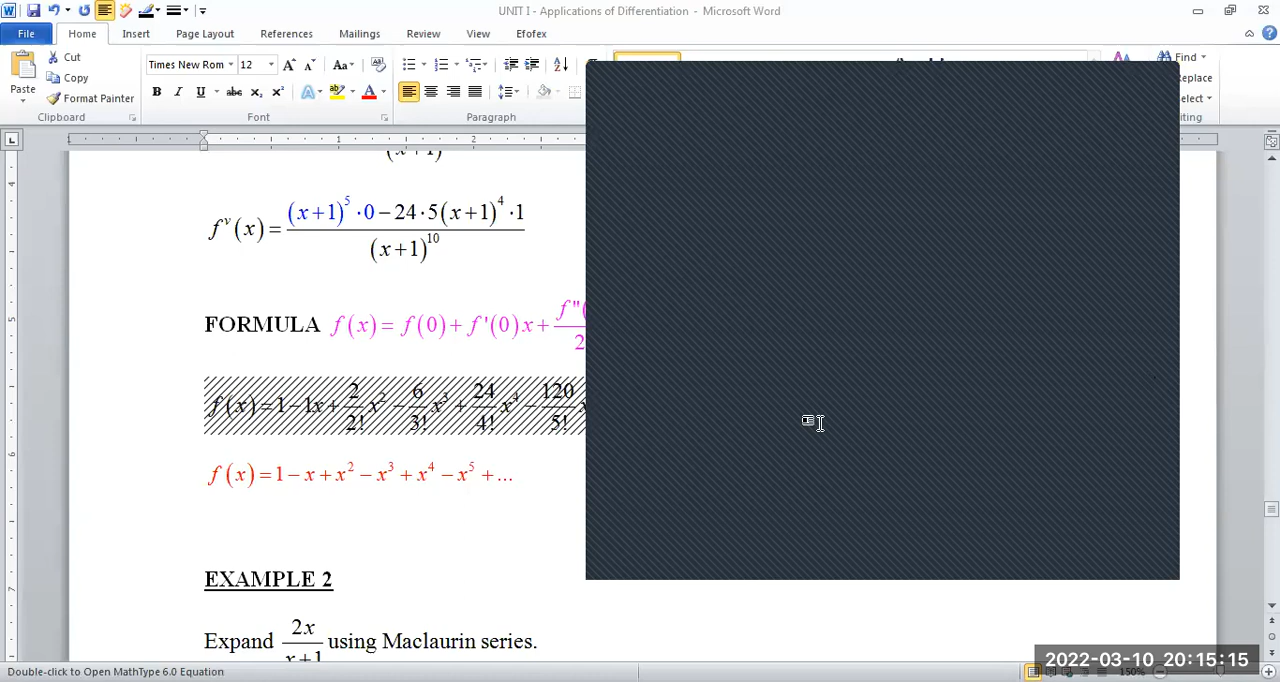 UNIT I - Applications of Differentiation - Microsoft Word
File Home Insert Page Layout References Mailings Review View Efofex
Cut
Copy
Format Painter
Paste
Times New Rom 12
Find
Replace
Select
Clipboard Font Paragraph
f^v(x) = ((x+1)^5 · 0 − 24 · 5(x+1)^4 · 1) / (x+1)^10
FORMULA f(x) = f(0) + f'(0)x +
f(x) = 1 − 1x + 2/2! x^2 − 6/3! x^3 + 24/4! x^4 − 120/5!
f(x) = 1 − x + x^2 − x^3 + x^4 − x^5 + ...
EXAMPLE 2
Expand 2x/(x+1) using Maclaurin series.
2022-03-10 20:15:15
Double-click to Open MathType 6.0 Equation
150%